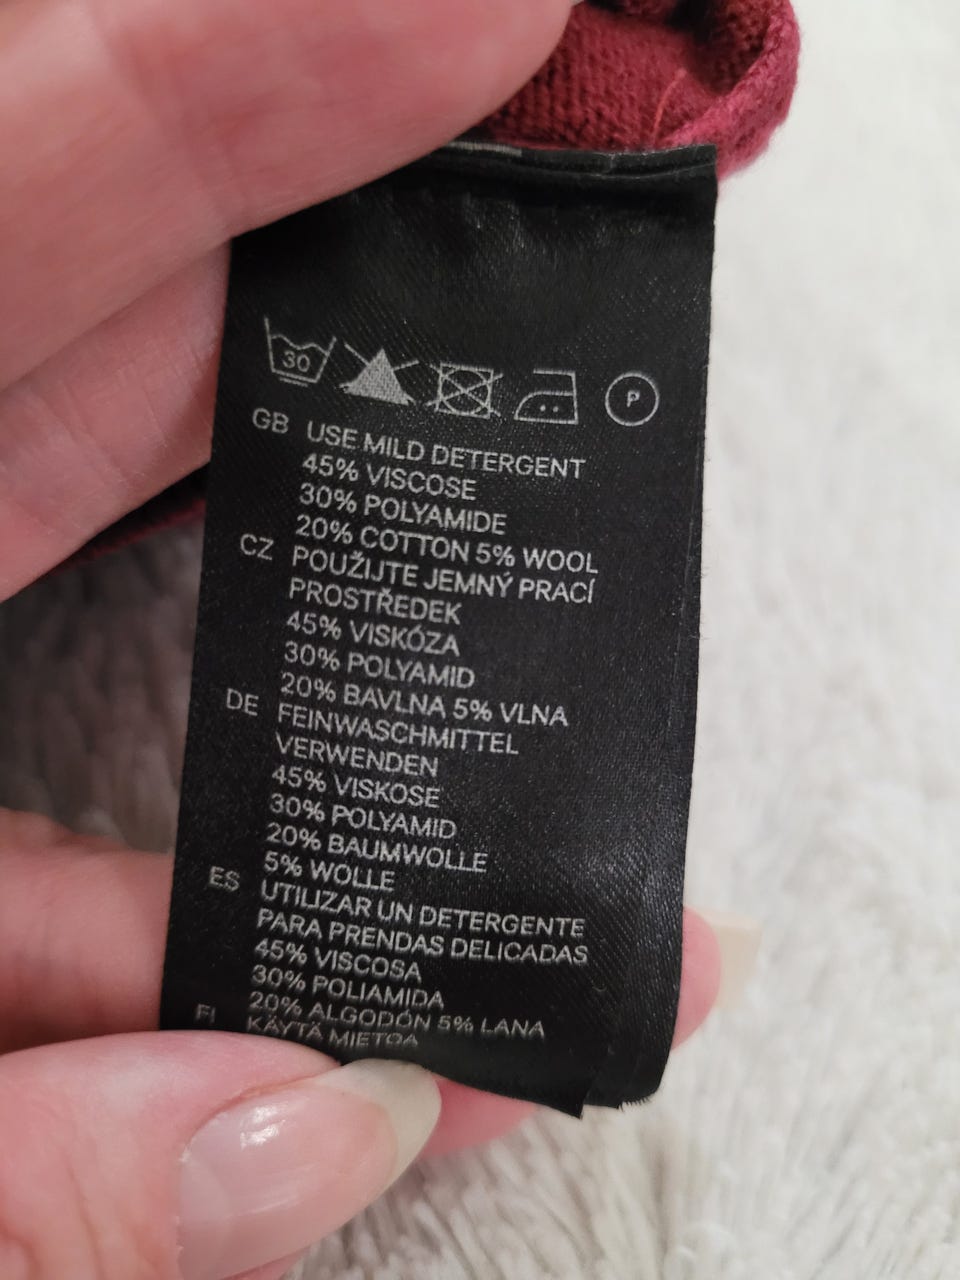 30
P
GB USE MILD DETERGENT
45% VISCOSE
30% POLYAMIDE
20% COTTON 5% WOOL
CZ POUŽIJTE JEMNÝ PRACÍ
PROSTŘEDEK
45% VISKÓZA
30% POLYAMID
20% BAVLNA 5% VLNA
DE FEINWASCHMITTEL
VERWENDEN
45% VISKOSE
30% POLYAMID
20% BAUMWOLLE
5% WOLLE
ES UTILIZAR UN DETERGENTE
PARA PRENDAS DELICADAS
45% VISCOSA
30% POLIAMIDA
20% ALGODÓN 5% LANA
FI KÄYTÄ MIETOA